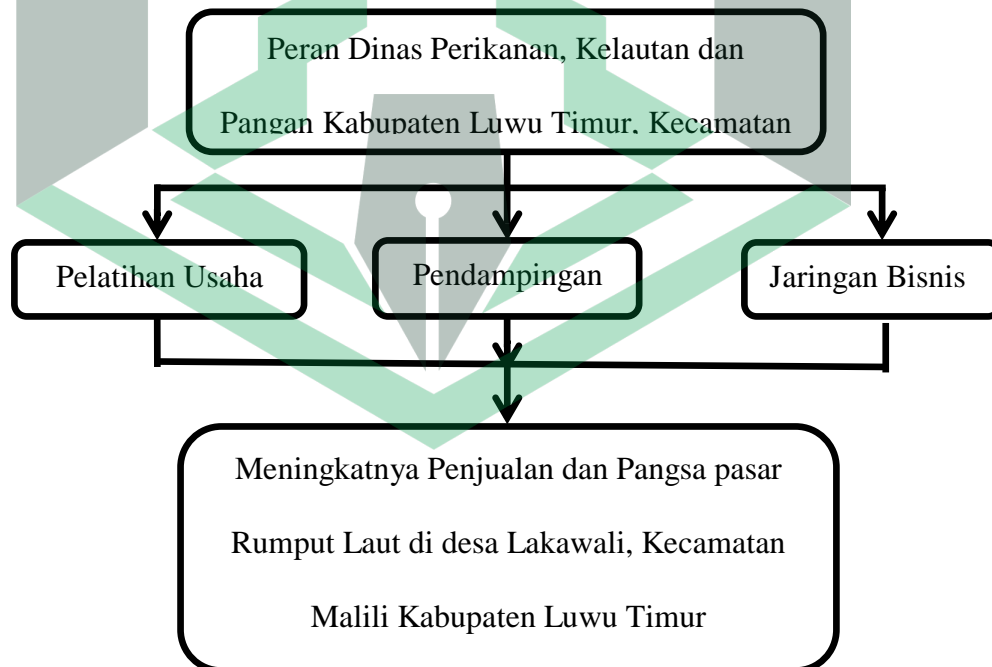 Peran Dinas Perikanan, Kelautan dan
Pangan Kabupaten Luwu Timur, Kecamatan
Pelatihan Usaha
Pendampingan
Jaringan Bisnis
Meningkatnya Penjualan dan Pangsa pasar
Rumput Laut di desa Lakawali, Kecamatan
Malili Kabupaten Luwu Timur